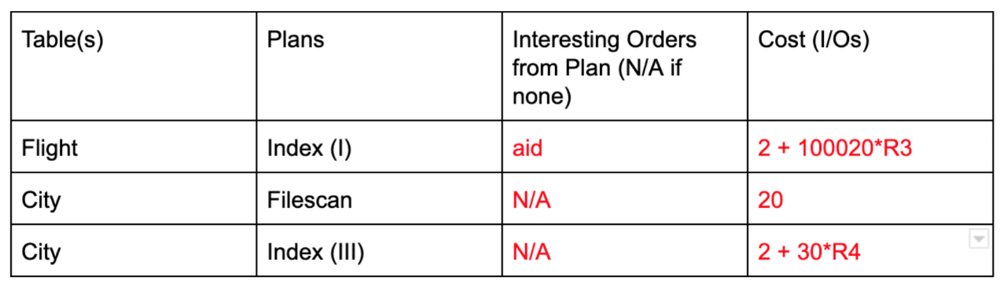 Table(s) Plans Interesting Orders Cost (I/Os)
from Plan (N/A if
none)
Flight Index (I) aid 2 + 100020*R3
City Filescan N/A 20
City Index (III) N/A 2 + 30*R4